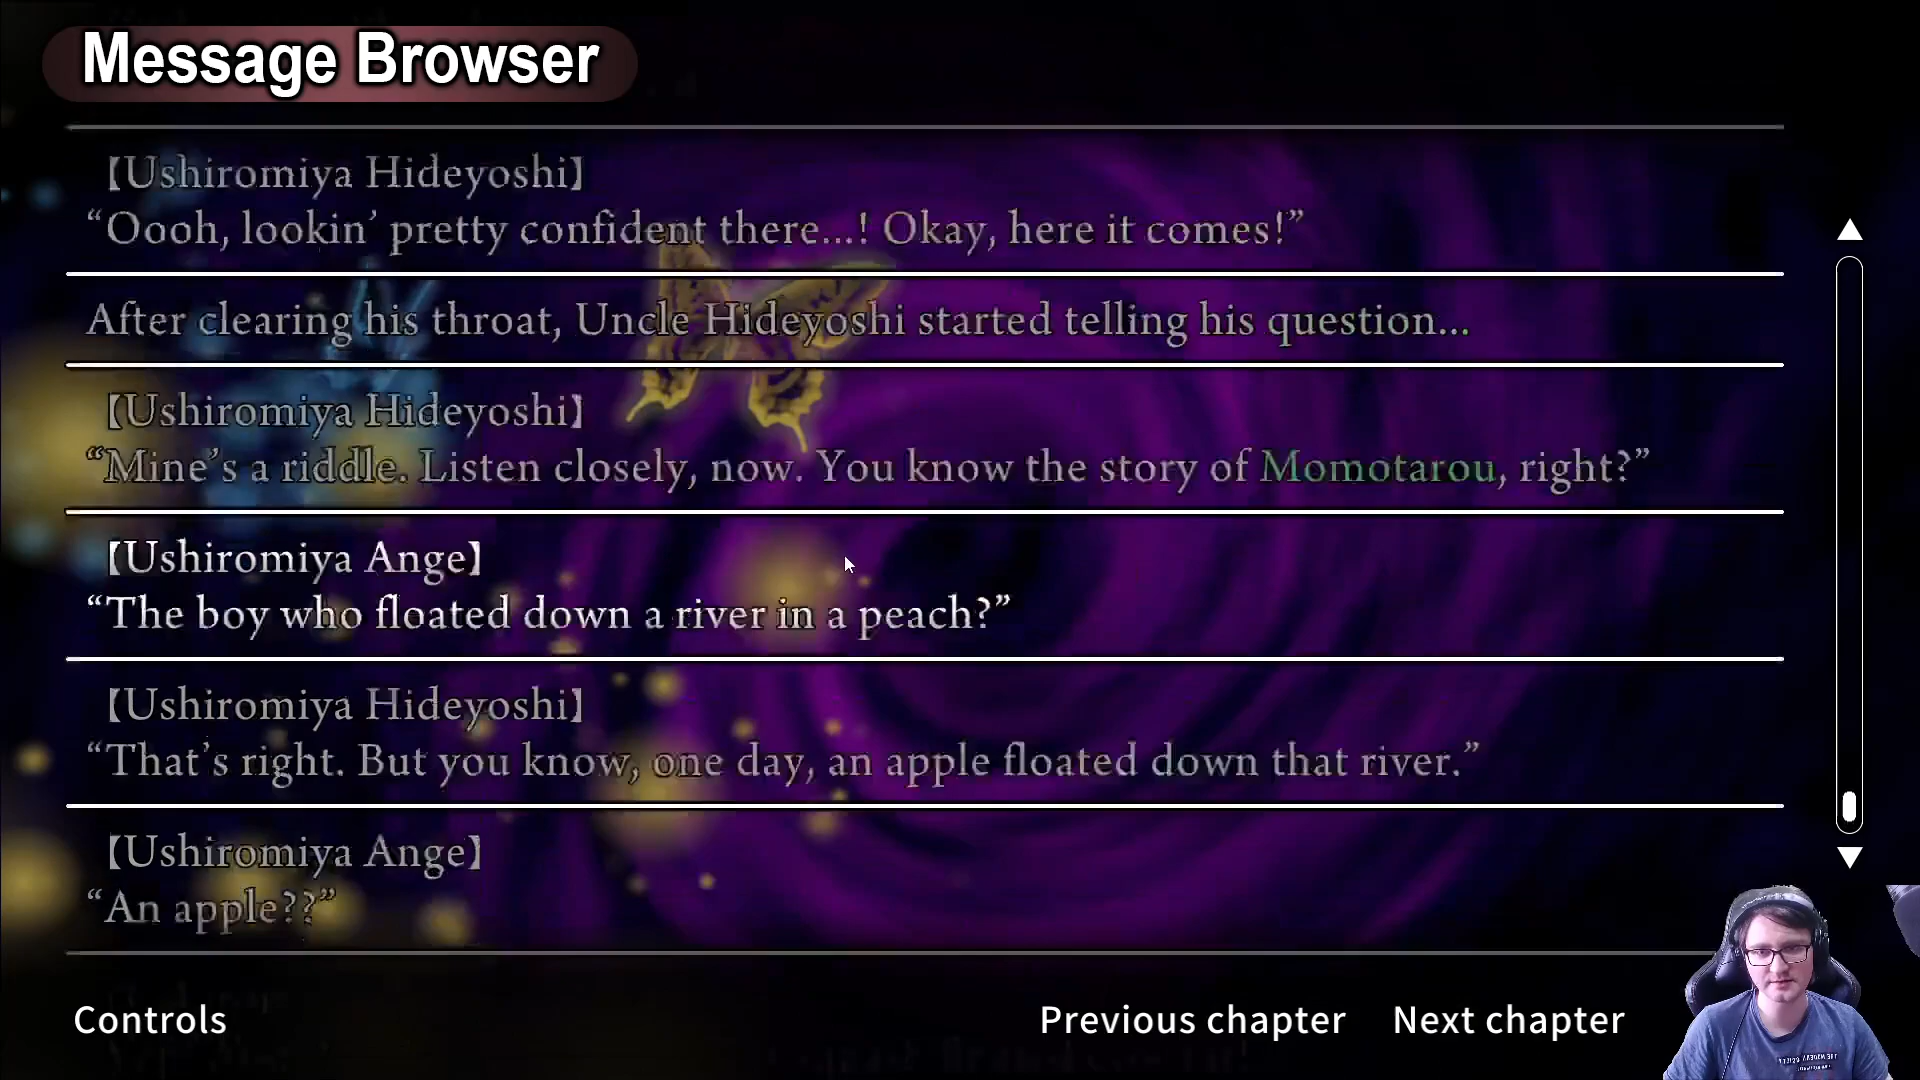 Message Browser
【Ushiromiya Hideyoshi】
“Oooh, lookin’ pretty confident there...! Okay, here it comes!”
After clearing his throat, Uncle Hideyoshi started telling his question...
【Ushiromiya Hideyoshi】
“Mine’s a riddle. Listen closely, now. You know the story of Momotarou, right?”
【Ushiromiya Ange】
“The boy who floated down a river in a peach?”
【Ushiromiya Hideyoshi】
“That’s right. But you know, one day, an apple floated down that river.”
【Ushiromiya Ange】
“An apple??”
Controls
Previous chapter
Next chapter